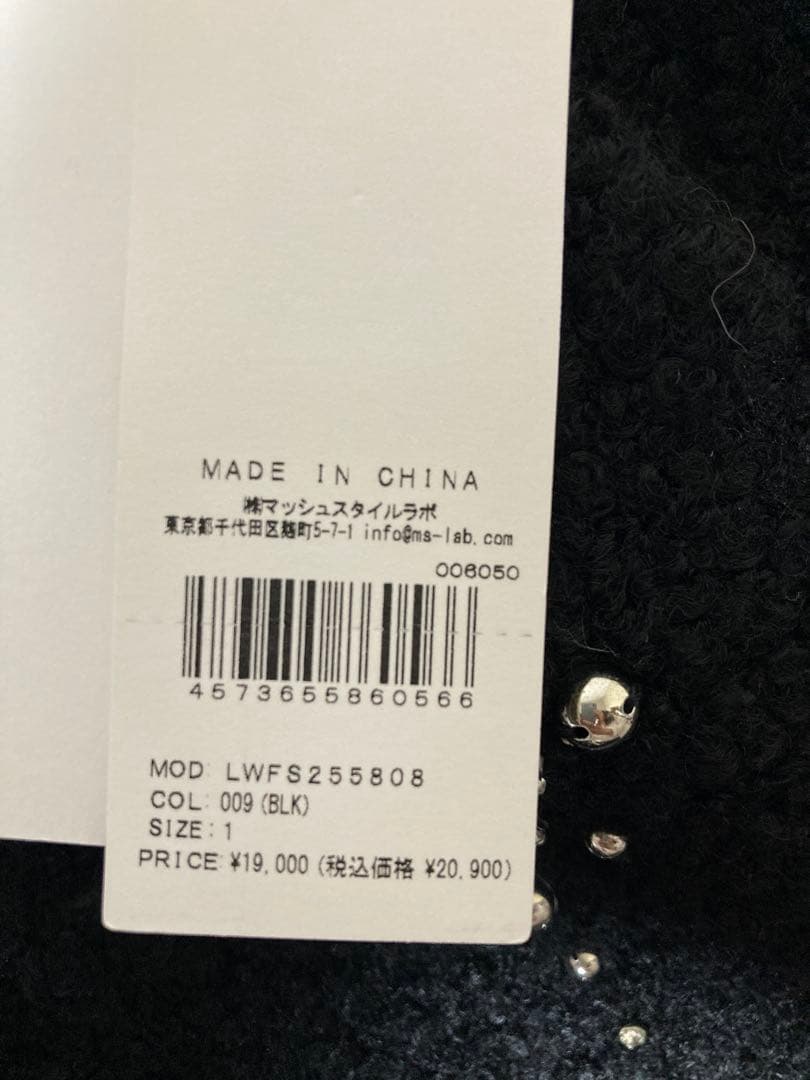 MADE IN CHINA
㈱マッシュスタイルラボ
東京都千代田区麹町5-7-1 info@ms-lab.com
006050
4573655860566
MOD: LWFS255808
COL: 009 (BLK)
SIZE: 1
PRICE: ¥19,000 (税込価格 ¥20,900)